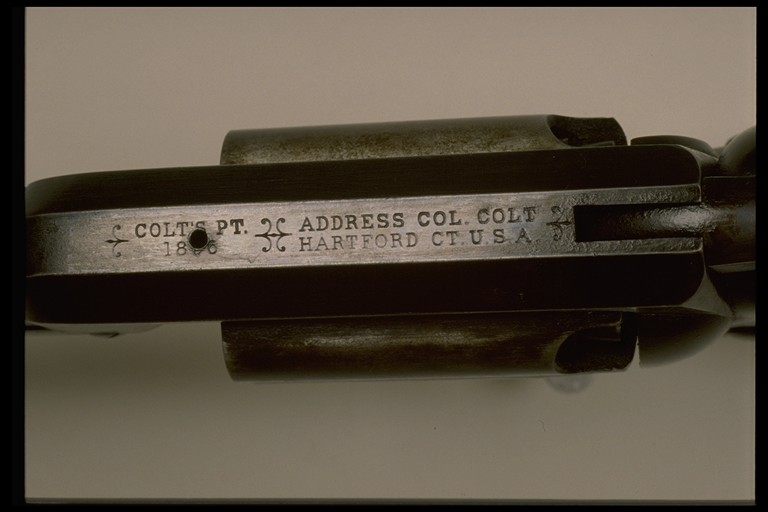 COLT'S PT.
ADDRESS COL. COLT
HARTFORD CT. U.S.A.